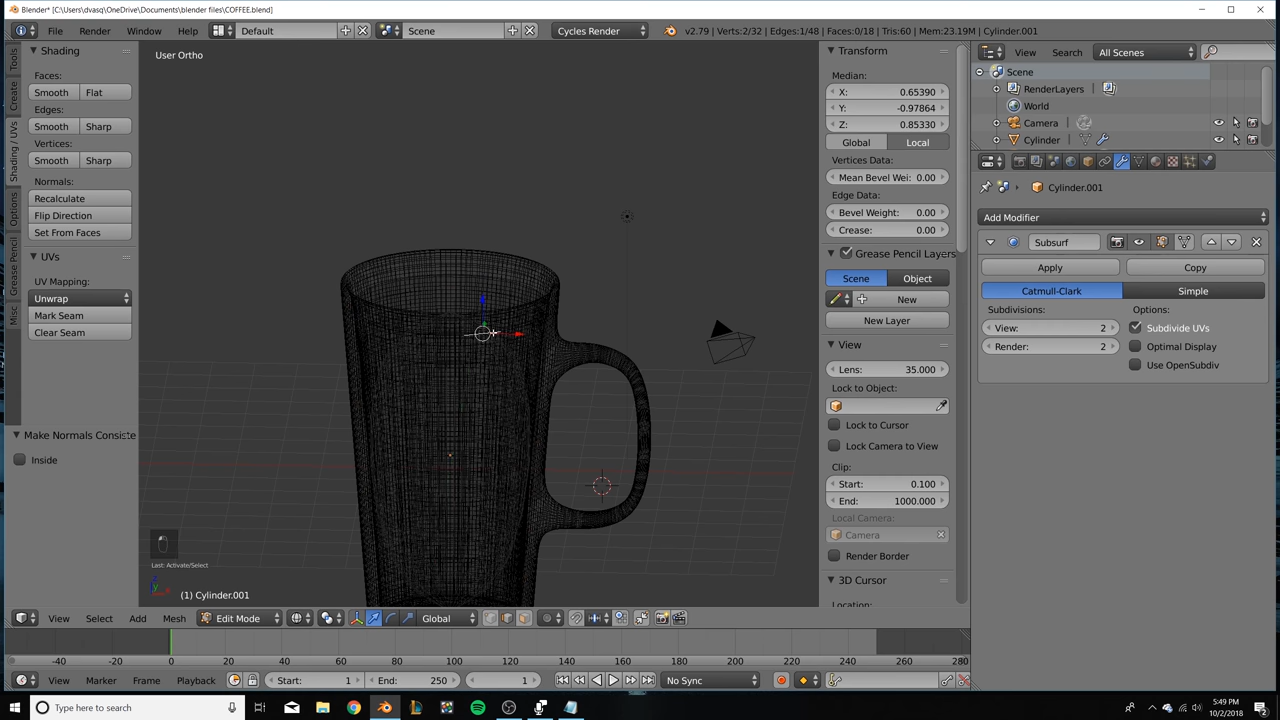 Blender* [C:\Users\dvasq\OneDrive\Documents\blender files\COFFEE.blend]
File Render Window Help Default Scene Cycles Render v2.79 | Verts:2/32 | Edges:1/48 | Faces:0/18 | Tris:60 | Mem:23.19M | Cylinder.001
Tools
Create
Shading / UVs
Options
Grease Pencil
Misc
Shading
Faces:
Smooth Flat
Edges:
Smooth Sharp
Vertices:
Smooth Sharp
Normals:
Recalculate
Flip Direction
Set From Faces
UVs
UV Mapping:
Unwrap
Mark Seam
Clear Seam
Make Normals Consiste
Inside
User Ortho
Last: Activate/Select
(1) Cylinder.001
Transform
Median:
X: 0.65390
Y: -0.97864
Z: 0.85330
Global Local
Vertices Data:
Mean Bevel Wei: 0.00
Edge Data:
Bevel Weight: 0.00
Crease: 0.00
Grease Pencil Layers
Scene Object
New
New Layer
View
Lens: 35.000
Lock to Object:
Lock to Cursor
Lock Camera to View
Clip:
Start: 0.100
End: 1000.000
Local Camera:
Camera
Render Border
3D Cursor
Location:
View Search All Scenes
Scene
RenderLayers
World
Camera
Cylinder
Cylinder.001
Add Modifier
Subsurf
Apply Copy
Catmull-Clark Simple
Subdivisions: Options:
View: 2 Subdivide UVs
Render: 2 Optimal Display
Use OpenSubdiv
View Select Add Mesh Edit Mode Global
-40 -20 0 20 40 60 80 100 120 140 160 180 200 220 240 260 280
View Marker Frame Playback Start: 1 End: 250 1 No Sync
Type here to search
5:49 PM
10/2/2018